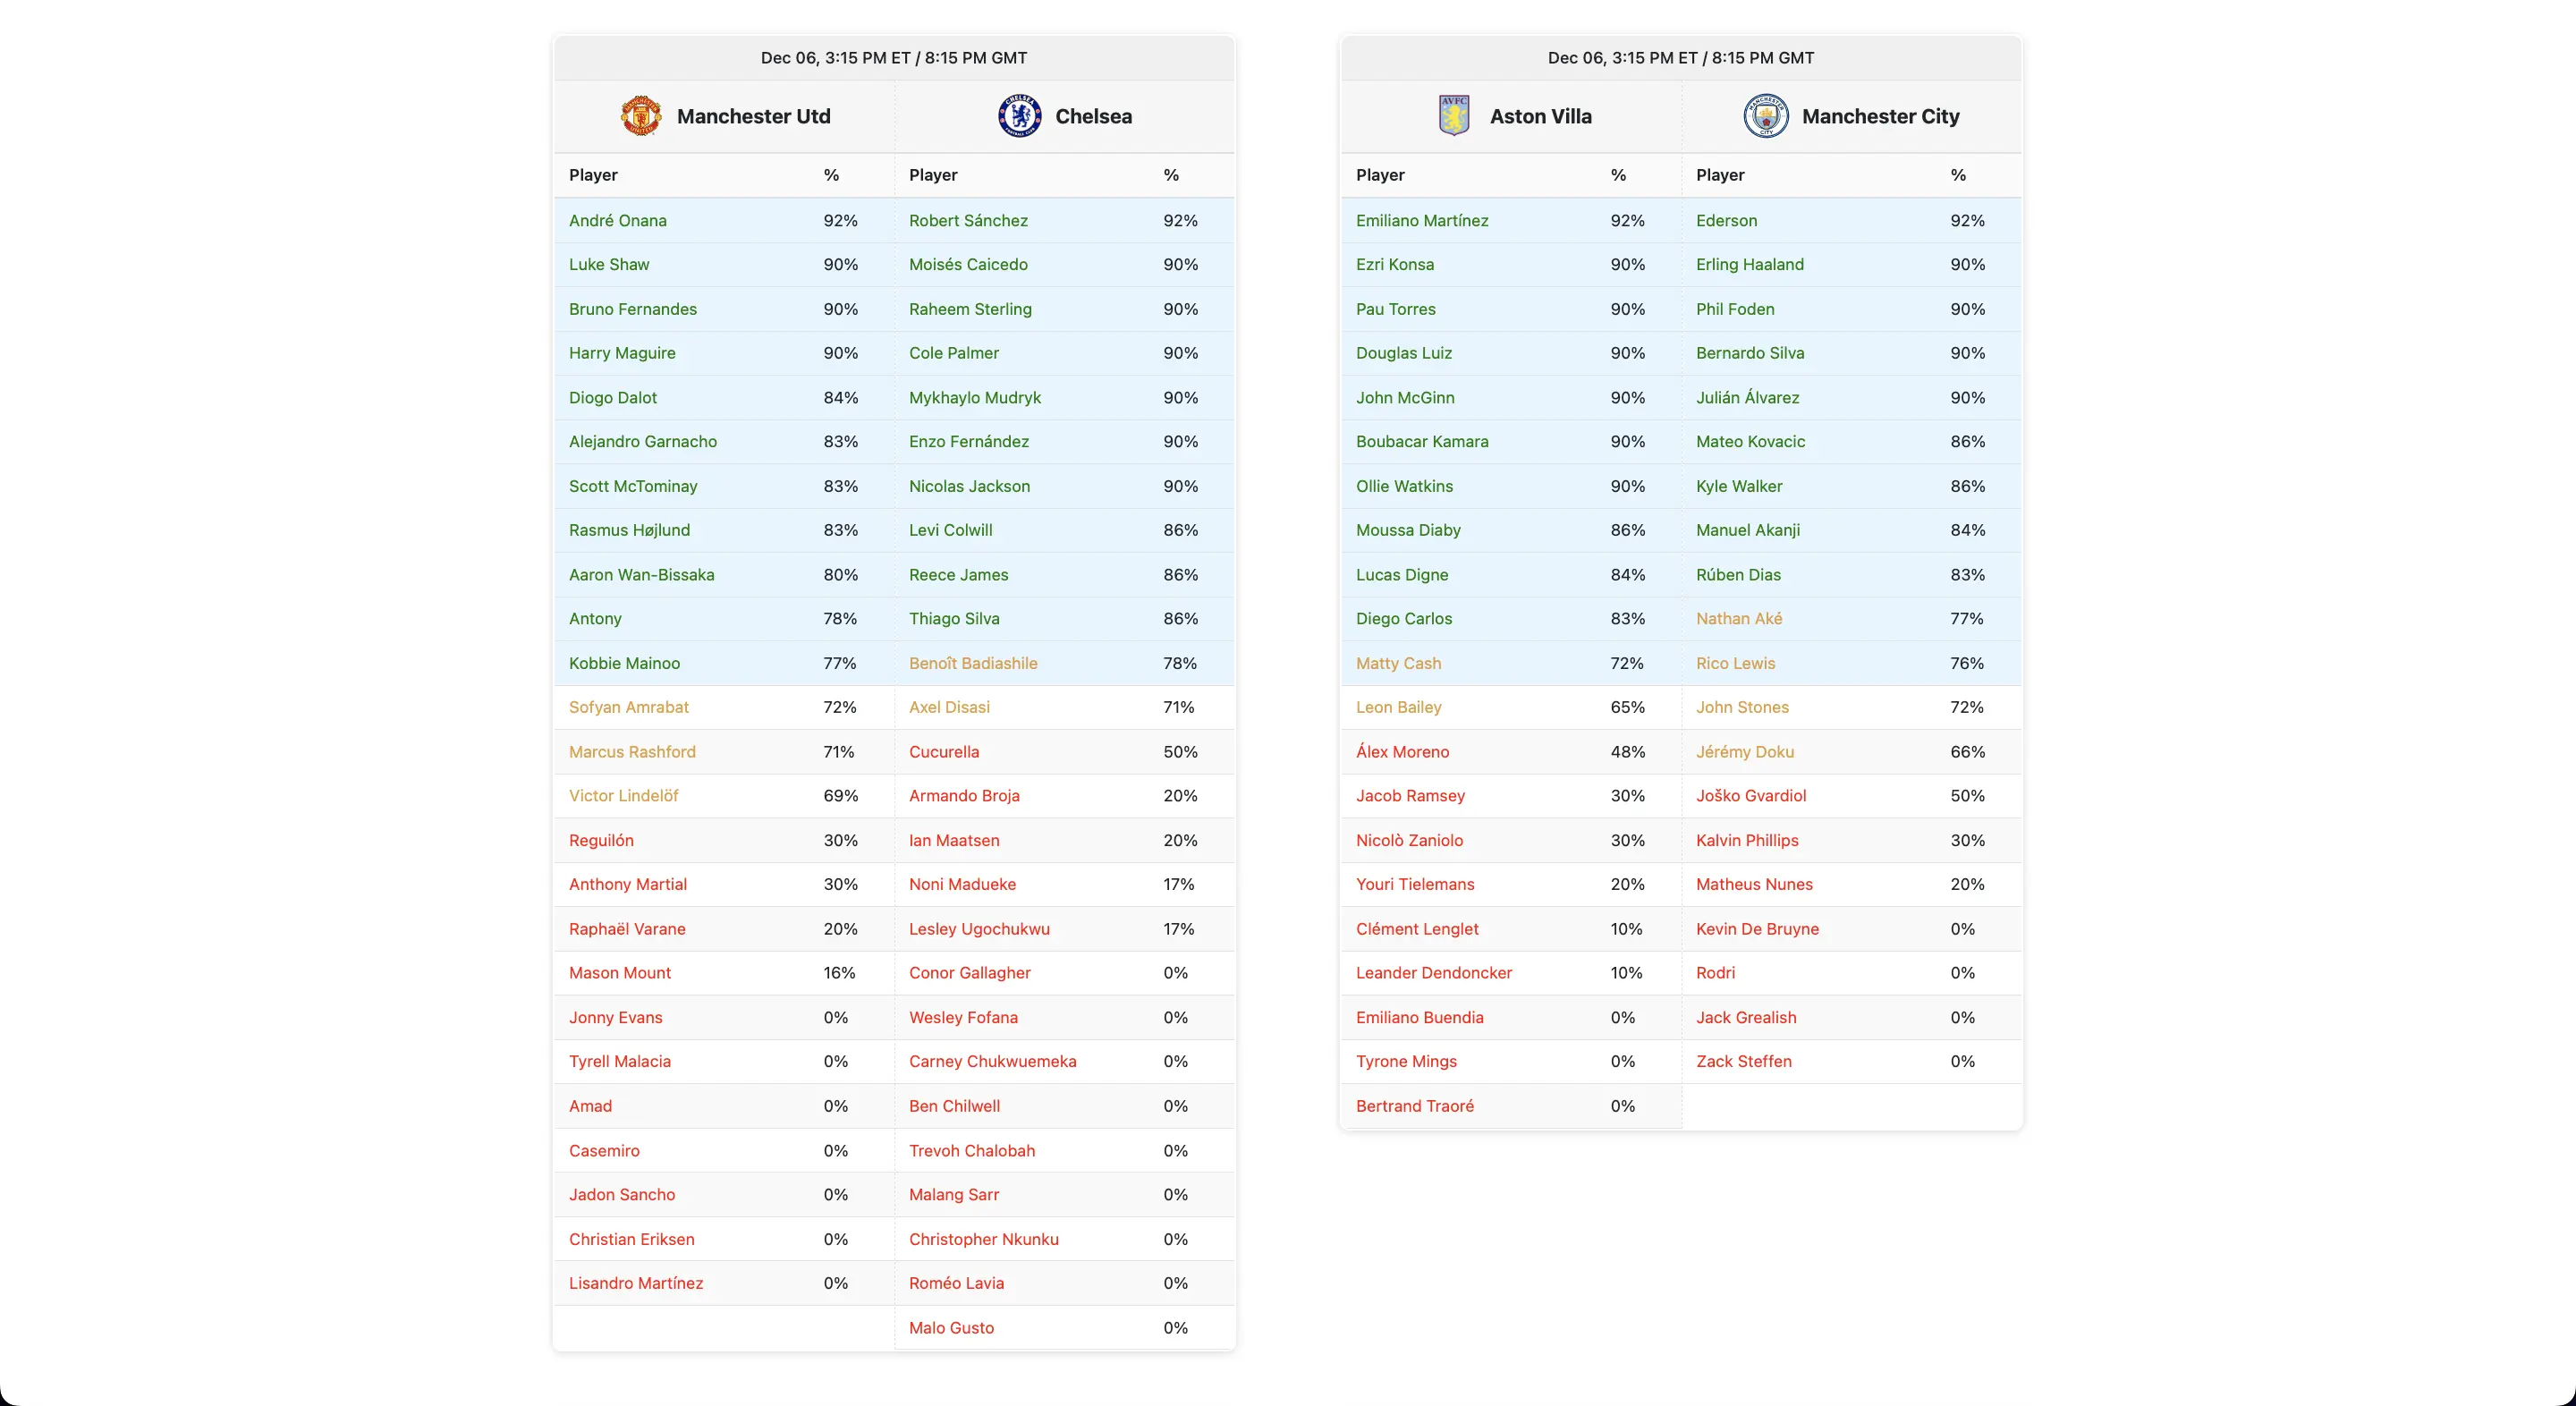 Dec 06, 3:15 PM ET / 8:15 PM GMT
Manchester Utd Chelsea
Player % Player %
André Onana 92% Robert Sánchez 92%
Luke Shaw 90% Moisés Caicedo 90%
Bruno Fernandes 90% Raheem Sterling 90%
Harry Maguire 90% Cole Palmer 90%
Diogo Dalot 84% Mykhaylo Mudryk 90%
Alejandro Garnacho 83% Enzo Fernández 90%
Scott McTominay 83% Nicolas Jackson 90%
Rasmus Højlund 83% Levi Colwill 86%
Aaron Wan-Bissaka 80% Reece James 86%
Antony 78% Thiago Silva 86%
Kobbie Mainoo 77% Benoît Badiashile 78%
Sofyan Amrabat 72% Axel Disasi 71%
Marcus Rashford 71% Cucurella 50%
Victor Lindelöf 69% Armando Broja 20%
Reguilón 30% Ian Maatsen 20%
Anthony Martial 30% Noni Madueke 17%
Raphaël Varane 20% Lesley Ugochukwu 17%
Mason Mount 16% Conor Gallagher 0%
Jonny Evans 0% Wesley Fofana 0%
Tyrell Malacia 0% Carney Chukwuemeka 0%
Amad 0% Ben Chilwell 0%
Casemiro 0% Trevoh Chalobah 0%
Jadon Sancho 0% Malang Sarr 0%
Christian Eriksen 0% Christopher Nkunku 0%
Lisandro Martínez 0% Roméo Lavia 0%
Malo Gusto 0%
Dec 06, 3:15 PM ET / 8:15 PM GMT
AVFC Aston Villa Manchester City
Player % Player %
Emiliano Martínez 92% Ederson 92%
Ezri Konsa 90% Erling Haaland 90%
Pau Torres 90% Phil Foden 90%
Douglas Luiz 90% Bernardo Silva 90%
John McGinn 90% Julián Álvarez 90%
Boubacar Kamara 90% Mateo Kovacic 86%
Ollie Watkins 90% Kyle Walker 86%
Moussa Diaby 86% Manuel Akanji 84%
Lucas Digne 84% Rúben Dias 83%
Diego Carlos 83% Nathan Aké 77%
Matty Cash 72% Rico Lewis 76%
Leon Bailey 65% John Stones 72%
Álex Moreno 48% Jérémy Doku 66%
Jacob Ramsey 30% Joško Gvardiol 50%
Nicolò Zaniolo 30% Kalvin Phillips 30%
Youri Tielemans 20% Matheus Nunes 20%
Clément Lenglet 10% Kevin De Bruyne 0%
Leander Dendoncker 10% Rodri 0%
Emiliano Buendia 0% Jack Grealish 0%
Tyrone Mings 0% Zack Steffen 0%
Bertrand Traoré 0%